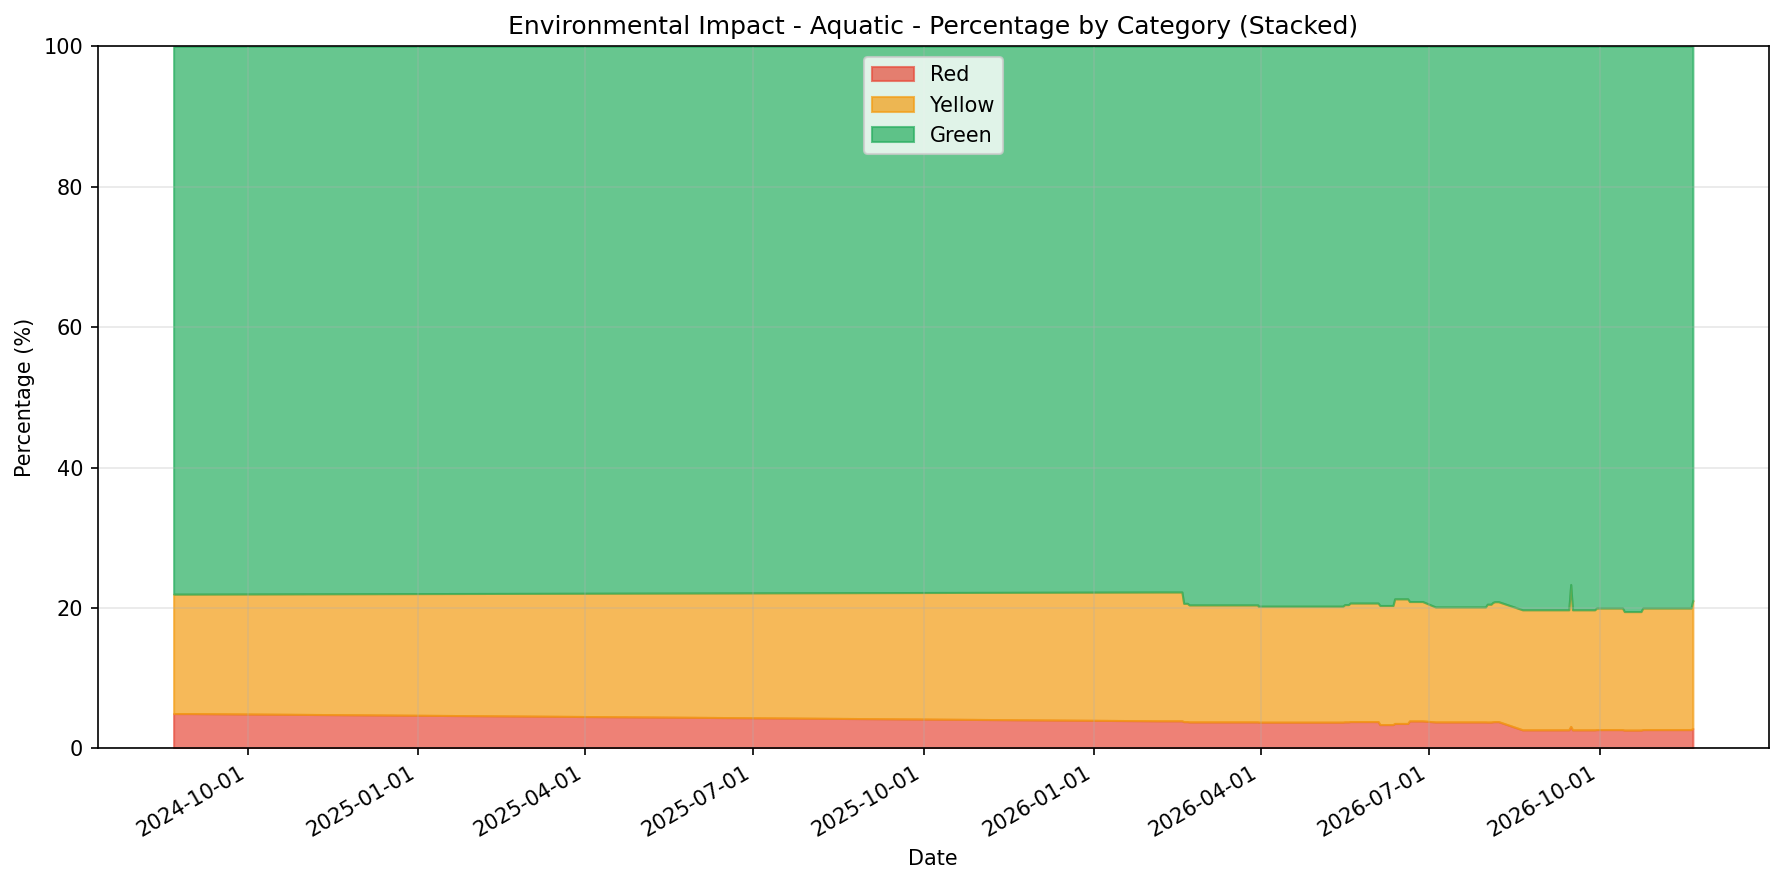 Environmental Impact - Aquatic - Percentage by Category (Stacked)
Red
Yellow
Green
Percentage (%)
100
80
60
40
20
0
2024-10-01
2025-01-01
2025-04-01
2025-07-01
2025-10-01
2026-01-01
2026-04-01
2026-07-01
2026-10-01
Date